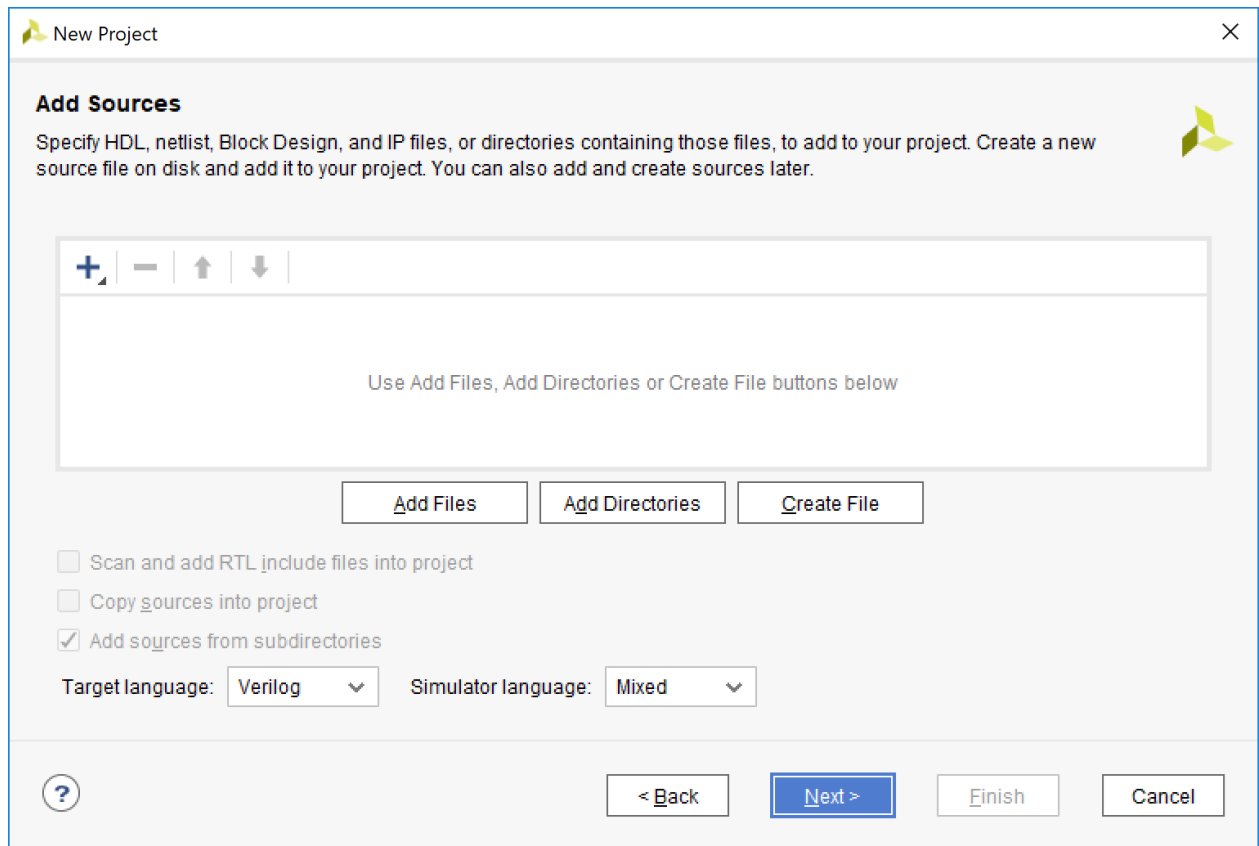 New Project
Add Sources
Specify HDL, netlist, Block Design, and IP files, or directories containing those files, to add to your project. Create a new
source file on disk and add it to your project. You can also add and create sources later.
Use Add Files, Add Directories or Create File buttons below
Add Files Add Directories Create File
Scan and add RTL include files into project
Copy sources into project
Add sources from subdirectories
Target language: Verilog Simulator language: Mixed
? < Back Next > Finish Cancel